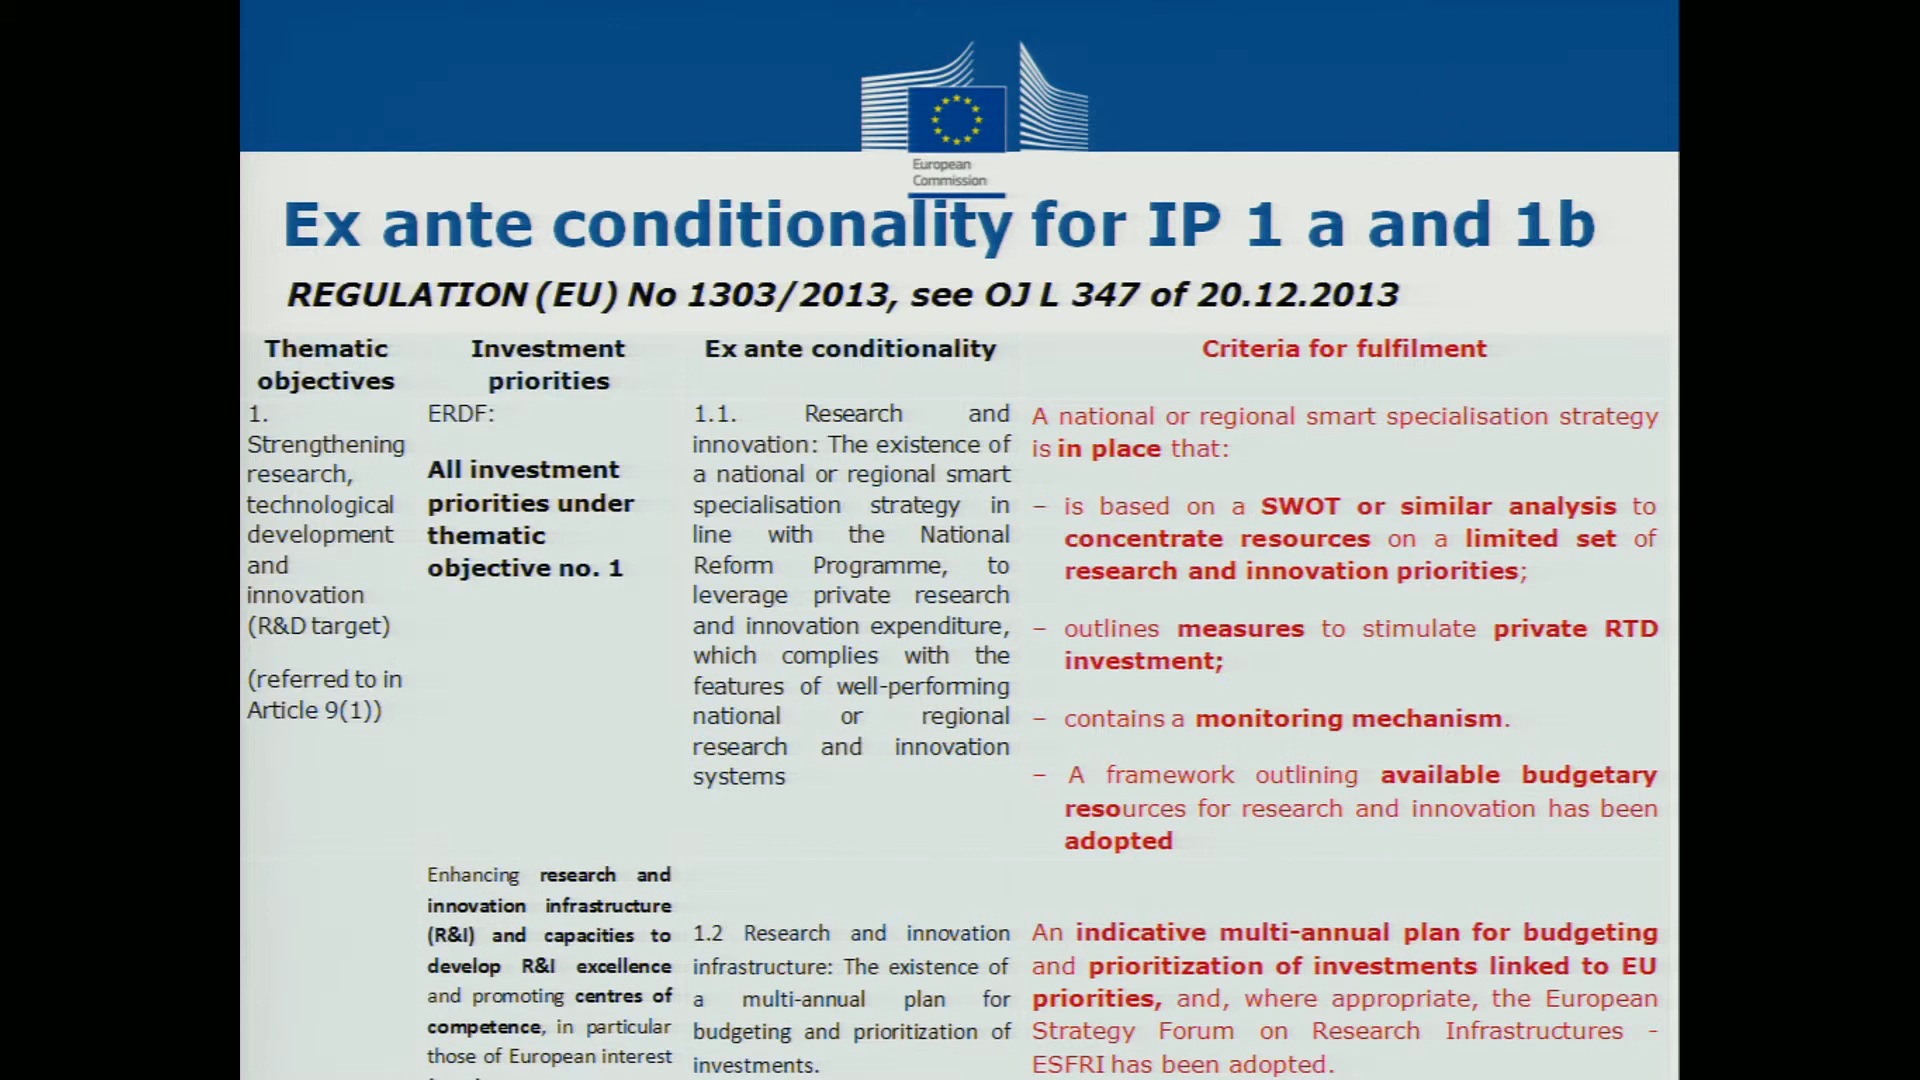 European
Commission
Ex ante conditionality for IP 1 a and 1b
REGULATION (EU) No 1303/2013, see OJ L 347 of 20.12.2013
Thematic
objectives
Investment
priorities
Ex ante conditionality
Criteria for fulfilment
1.
Strengthening
research,
technological
development
and
innovation
(R&D target)
(referred to in
Article 9(1))
ERDF:
All investment
priorities under
thematic
objective no. 1
1.1. Research and
innovation: The existence of
a national or regional smart
specialisation strategy in
line with the National
Reform Programme, to
leverage private research
and innovation expenditure,
which complies with the
features of well-performing
national or regional
research and innovation
systems
A national or regional smart specialisation strategy
is in place that:
– is based on a SWOT or similar analysis to
concentrate resources on a limited set of
research and innovation priorities;
– outlines measures to stimulate private RTD
investment;
– contains a monitoring mechanism.
– A framework outlining available budgetary
resources for research and innovation has been
adopted
Enhancing research and
innovation infrastructure
(R&I) and capacities to
develop R&I excellence
and promoting centres of
competence, in particular
those of European interest
1.2 Research and innovation
infrastructure: The existence of
a multi-annual plan for
budgeting and prioritization of
investments.
An indicative multi-annual plan for budgeting
and prioritization of investments linked to EU
priorities, and, where appropriate, the European
Strategy Forum on Research Infrastructures -
ESFRI has been adopted.